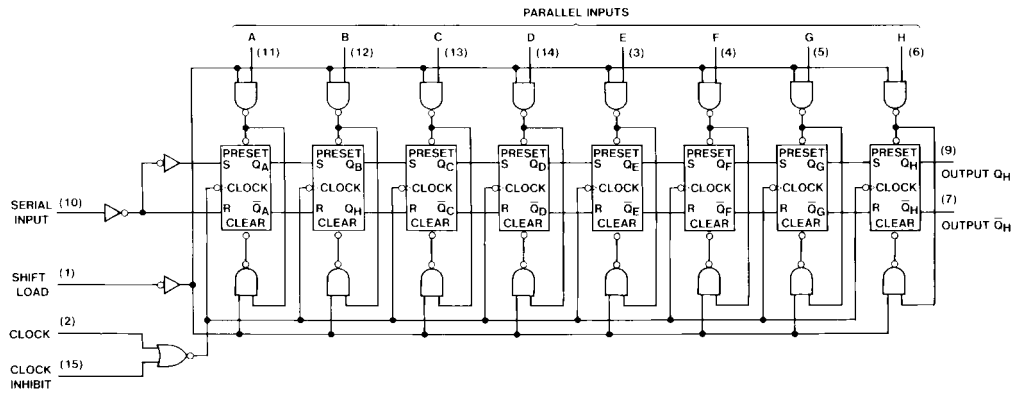 PARALLEL INPUTS
A B C D E F G H
(11) (12) (13) (14) (3) (4) (5) (6)
PRESET PRESET PRESET PRESET PRESET PRESET PRESET PRESET
S QA S QB S QC S QD S QE S QF S QG S QH
(9)
OUTPUT QH
CLOCK CLOCK CLOCK CLOCK CLOCK CLOCK CLOCK CLOCK
SERIAL INPUT (10)
R Q̅A R QH R Q̅C R Q̅D R Q̅E R Q̅F R Q̅G R Q̅H
(7)
OUTPUT Q̅H
CLEAR CLEAR CLEAR CLEAR CLEAR CLEAR CLEAR CLEAR
SHIFT LOAD (1)
CLOCK (2)
CLOCK INHIBIT (15)